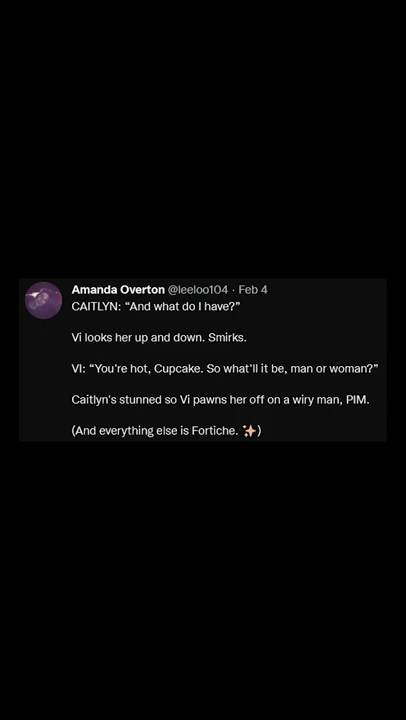 Amanda Overton @leeloo104 · Feb 4
CAITLYN: “And what do I have?”
Vi looks her up and down. Smirks.
VI: “You're hot, Cupcake. So what'll it be, man or woman?”
Caitlyn's stunned so Vi pawns her off on a wiry man, PIM.
(And everything else is Fortiche. ✨)